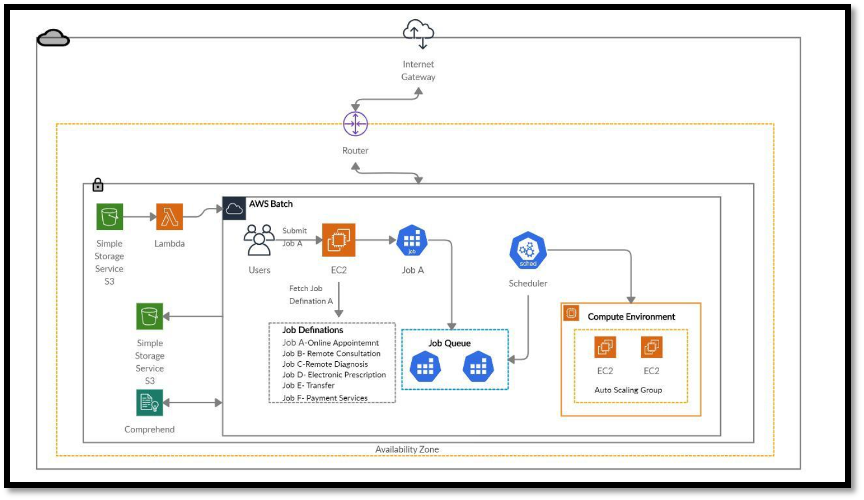 Internet
Gateway
Router
AWS Batch
Simple
Storage
Service
S3
Lambda
Users
Submit
Job A
EC2
job
Job A
sched
Scheduler
Fetch Job
Defination A
Simple
Storage
Service
S3
Job Definations
Job A-Online Appointemnt
Job B- Remote Consultation
Job C-Remote Diagnosis
Job D- Electronic Prescription
Job E- Transfer
Job F- Payment Services
Job Queue
Compute Environment
EC2
EC2
Auto Scaling Group
Comprehend
Availability Zone